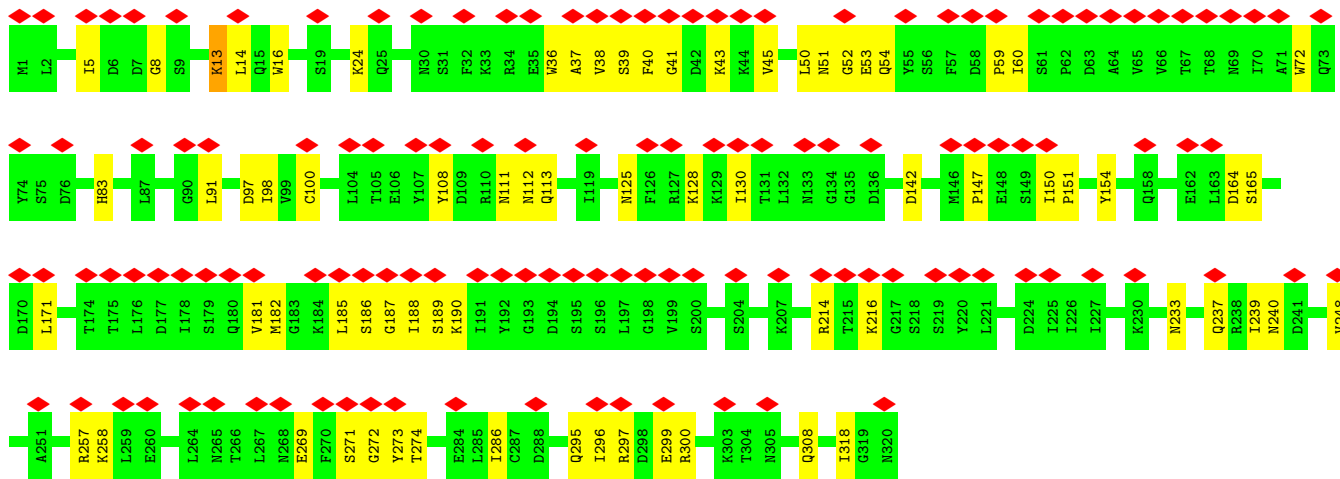 M1 L2 I5 D6 D7 G8 S9 K13 L14 Q15 W16 S19 K24 Q25 N30 S31 F32 K33 R34 E35 W36 A37 V38 S39 F40 G41 D42 K43 K44 V45 L50 N51 G52 E53 Q54 Y55 S56 F57 D58 P59 I60 S61 P62 D63 A64 V65 V66 T67 T68 N69 I70 A71 W72 Q73
Y74 S75 D76 H83 L87 G90 L91 D97 I98 V99 C100 L104 T105 E106 Y107 Y108 D109 R110 N111 N112 Q113 I119 N125 F126 R127 K128 K129 I130 T131 L132 N133 G134 G135 D136 D142 M146 P147 E148 S149 I150 P151 Y154 Q158 E162 L163 D164 S165
D170 L171 T174 T175 L176 D177 I178 S179 Q180 V181 M182 G183 K184 L185 S186 G187 I188 S189 K190 I191 Y192 G193 D194 S195 S196 L197 G198 V199 S200 S204 K207 R214 T215 K216 G217 S218 S219 Y220 L221 D224 I225 I226 I227 K230 N233 Q237 R238 I239 N240 D241
A251 R257 K258 L259 E260 L264 N265 T266 L267 N268 E269 F270 S271 G272 Y273 T274 E284 L285 I286 C287 D288 Q295 I296 R297 D298 E299 R300 K303 T304 N305 Q308 I318 G319 N320